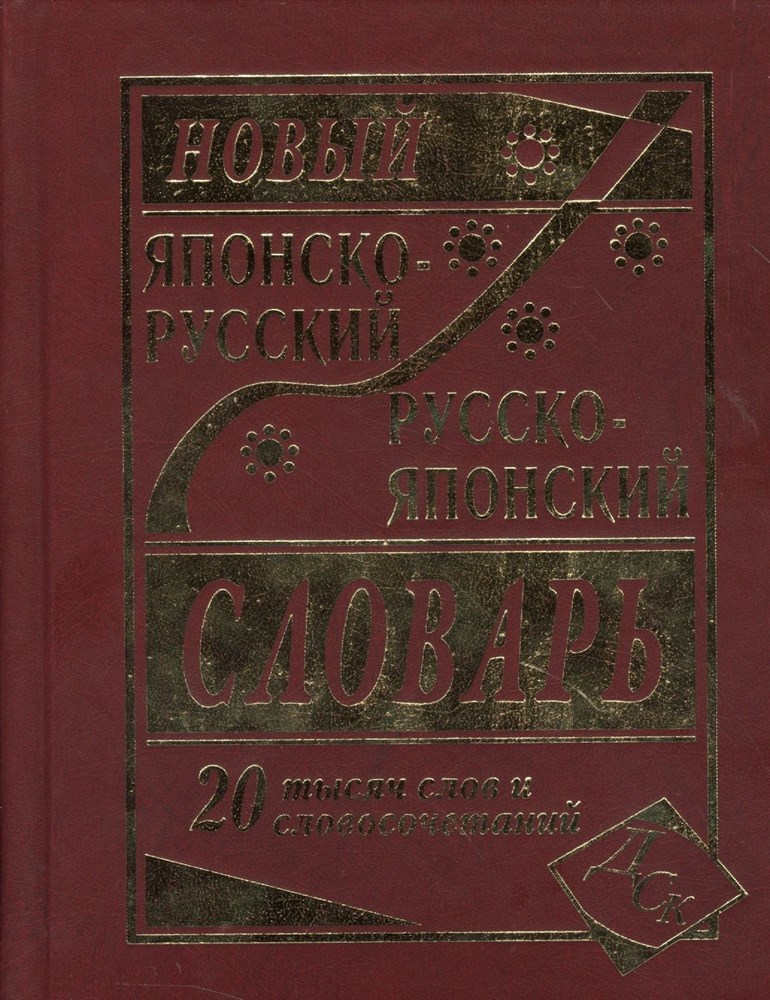 НОВЫЙ
ЯПОНСКО-
РУССКИЙ
РУССКО-
ЯПОНСКИЙ
СЛОВАРЬ
20 тысяч слов и
словосочетаний
ДСК